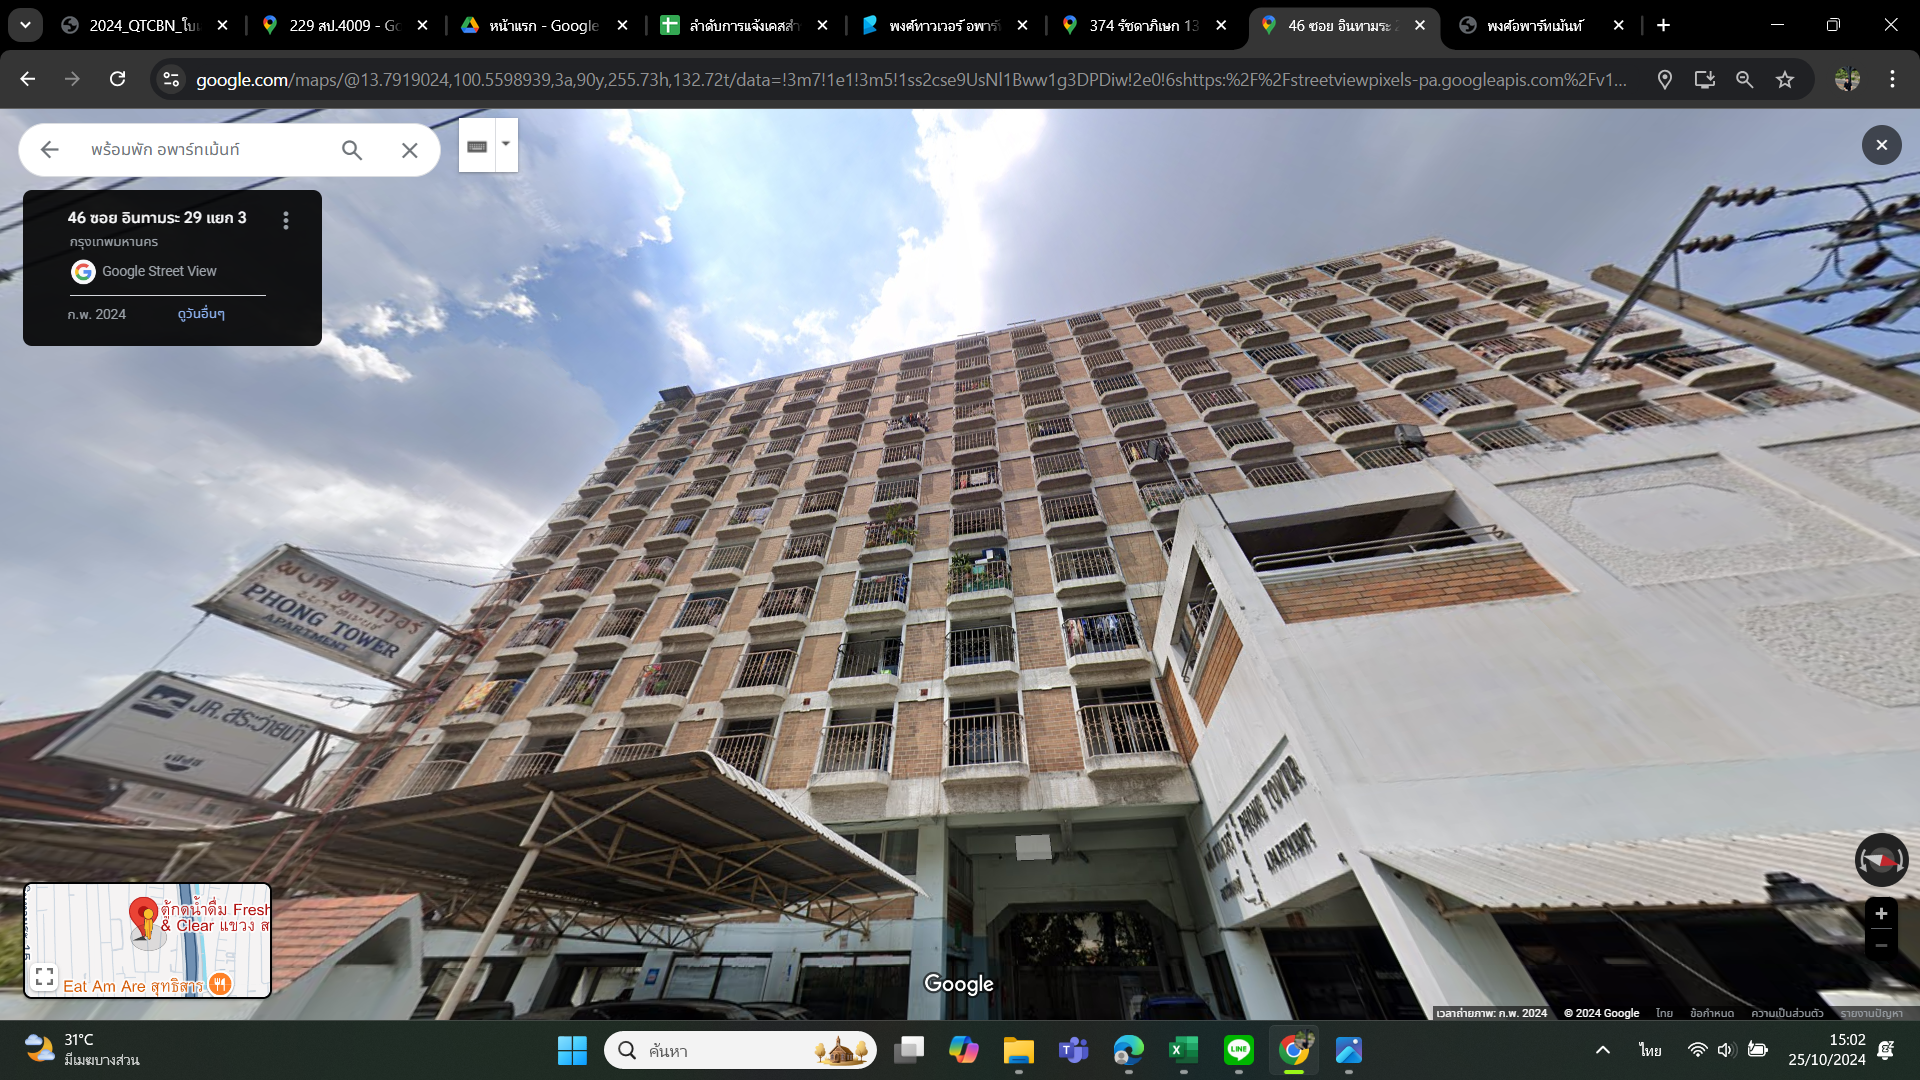 2024_QTCBN_ใบเ
229 สป.4009 - Go
หน้าแรก - Google
ลำดับการแจ้งเคสสำ
พงศ์ทาวเวอร์ อพาร์
374 รัชดาภิเษก 13
46 ซอย อินทามระ 2
พงศ์อพาร์ทเม้นท์
google.com/maps/@13.7919024,100.5598939,3a,90y,255.73h,132.72t/data=!3m7!1e1!3m5!1ss2cse9UsNl1Bww1g3DPDiw!2e0!6shttps:%2F%2Fstreetviewpixels-pa.googleapis.com%2Fv1...
พร้อมพัก อพาร์ทเม้นท์
46 ซอย อินทามระ 29 แยก 3
กรุงเทพมหานคร
Google Street View
ก.พ. 2024 ดูวันอื่นๆ
พงศ์ ทาวเวอร์
PHONG TOWER
APARTMENT
JR.สระว่ายน้ำ
PHONG TOWER
APARTMENT
ตู้กดน้ำดื่ม Fresh
& Clear แขวง ส
Eat Am Are สุทธิสาร
Google
เวลาถ่ายภาพ: ก.พ. 2024 © 2024 Google ไทย ข้อกำหนด ความเป็นส่วนตัว รายงานปัญหา
31°C
มีเมฆบางส่วน
ค้นหา
LINE
ไทย
15:02
25/10/2024